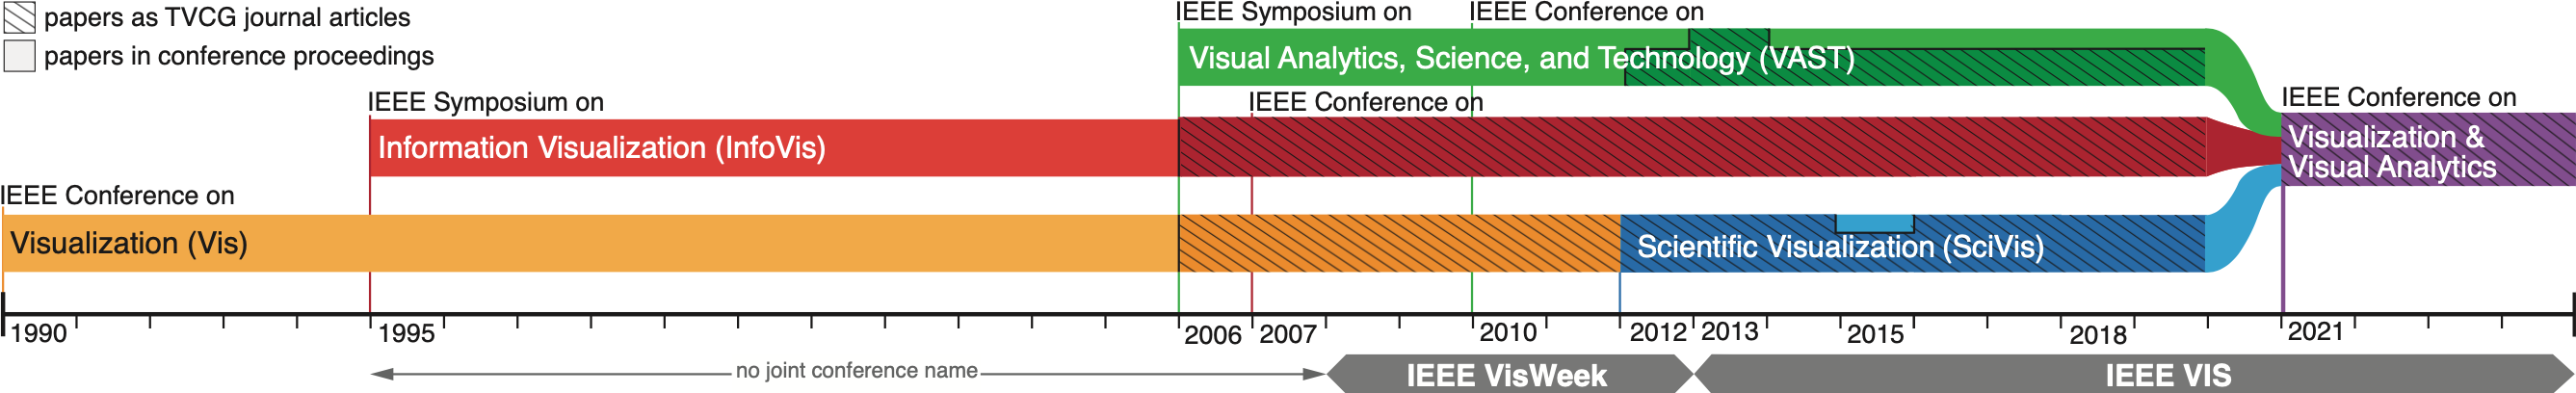 papers as TVCG journal articles
papers in conference proceedings
IEEE Symposium on
IEEE Conference on
Visual Analytics, Science, and Technology (VAST)
IEEE Symposium on
IEEE Conference on
Information Visualization (InfoVis)
IEEE Conference on
Visualization &
Visual Analytics
IEEE Conference on
Visualization (Vis)
Scientific Visualization (SciVis)
1990
1995
2006
2007
2010
2012
2013
2015
2018
2021
no joint conference name
IEEE VisWeek
IEEE VIS